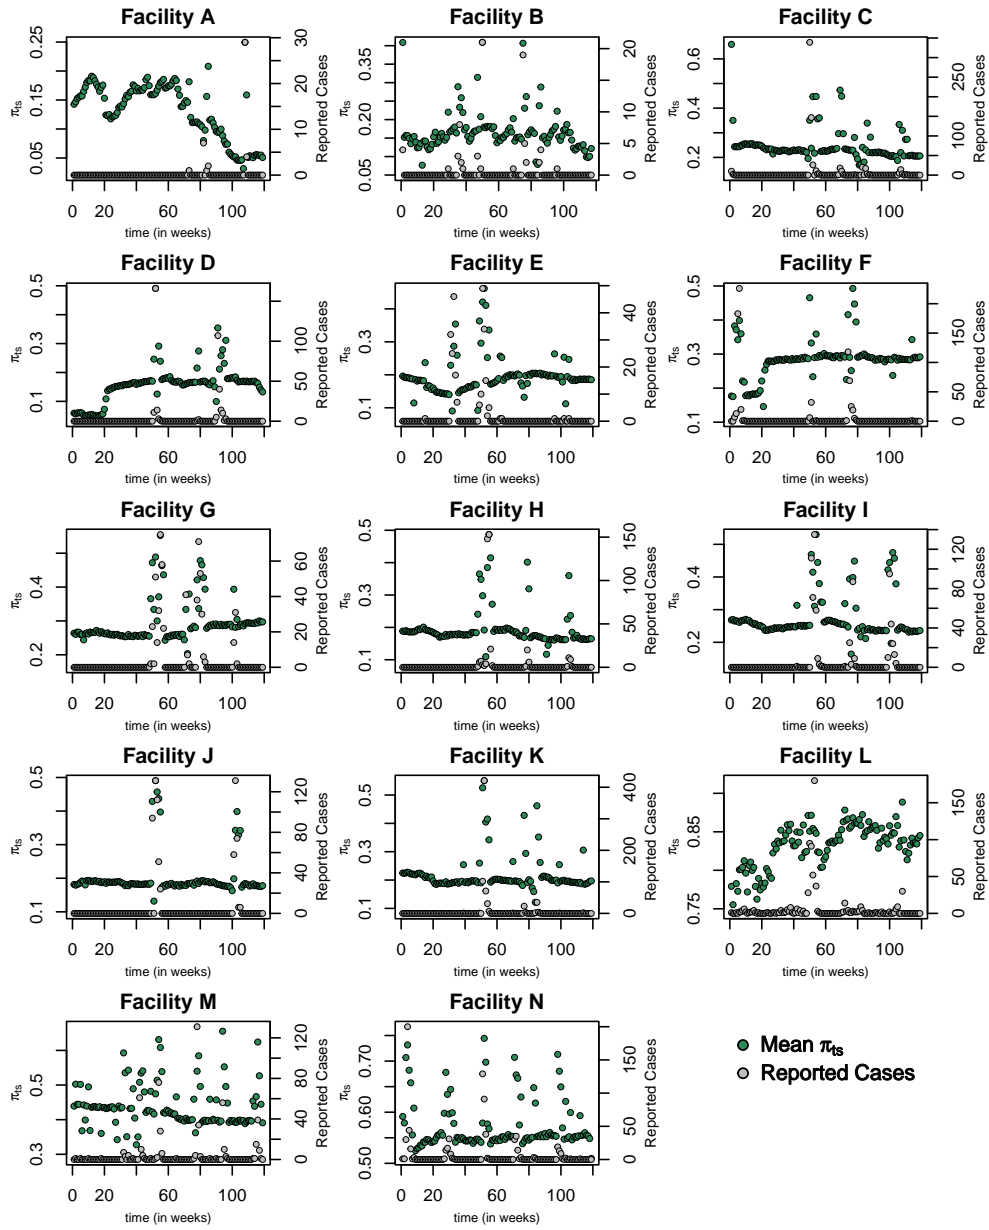 Facility A
0.25
0.15
0.05
π_ts
30
20
10
5
0
Reported Cases
0 20 60 100
time (in weeks)
Facility B
0.35
0.20
0.05
π_ts
20
10
5
0
Reported Cases
0 20 60 100
time (in weeks)
Facility C
0.6
0.4
0.2
π_ts
250
100
50
0
Reported Cases
0 20 60 100
time (in weeks)
Facility D
0.5
0.3
0.1
π_ts
100
50
0
Reported Cases
0 20 60 100
time (in weeks)
Facility E
0.3
0.1
π_ts
40
20
10
0
Reported Cases
0 20 60 100
time (in weeks)
Facility F
0.5
0.3
0.1
π_ts
150
50
0
Reported Cases
0 20 60 100
time (in weeks)
Facility G
0.4
0.2
π_ts
60
40
20
0
Reported Cases
0 20 60 100
time (in weeks)
Facility H
0.5
0.3
0.1
π_ts
150
100
50
0
Reported Cases
0 20 60 100
time (in weeks)
Facility I
0.4
0.2
π_ts
120
80
40
0
Reported Cases
0 20 60 100
time (in weeks)
Facility J
0.5
0.3
0.1
π_ts
120
80
40
0
Reported Cases
0 20 60 100
time (in weeks)
Facility K
0.5
0.3
0.1
π_ts
400
200
100
0
Reported Cases
0 20 60 100
time (in weeks)
Facility L
0.85
0.75
π_ts
150
50
0
Reported Cases
0 20 60 100
time (in weeks)
Facility M
0.5
0.3
π_ts
120
80
40
0
Reported Cases
0 20 60 100
time (in weeks)
Facility N
0.70
0.60
0.50
π_ts
150
50
0
Reported Cases
0 20 60 100
time (in weeks)
Mean π_ts
Reported Cases